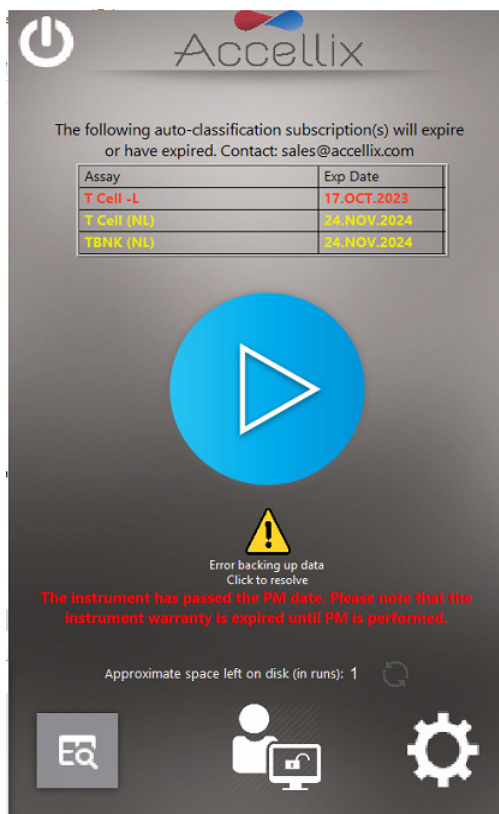 Accellix
The following auto-classification subscription(s) will expire
or have expired. Contact: sales@accellix.com
Assay Exp Date
T Cell -L 17.OCT.2023
T Cell (NL) 24.NOV.2024
TBNK (NL) 24.NOV.2024
Error backing up data
Click to resolve
The instrument has passed the PM date. Please note that the
instrument warranty is expired until PM is performed.
Approximate space left on disk (in runs): 1